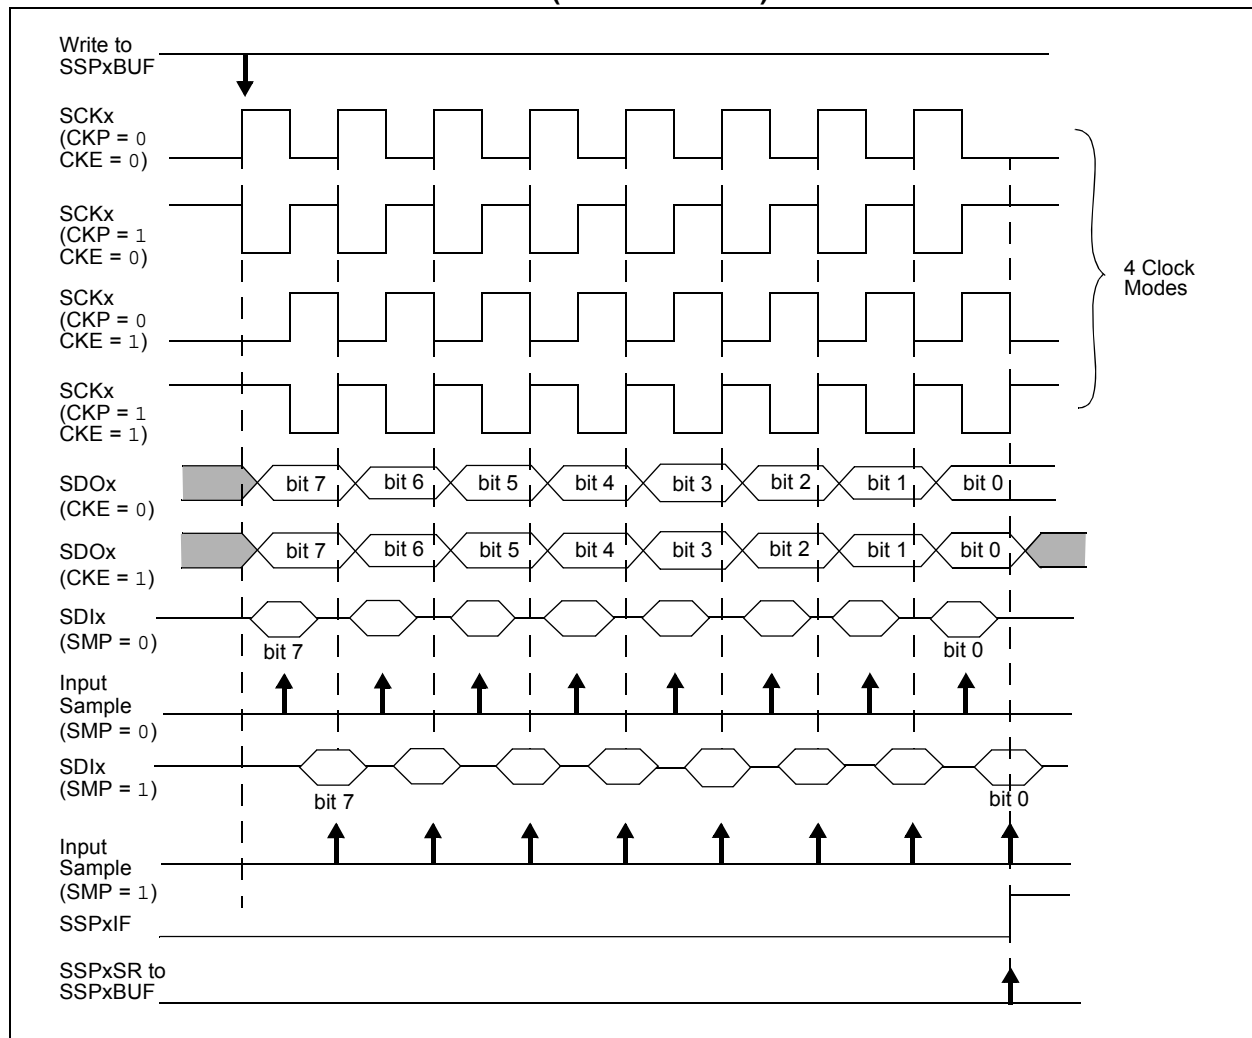 Write to
SSPxBUF
SCKx
(CKP = 0
CKE = 0)
SCKx
(CKP = 1
CKE = 0)
SCKx
(CKP = 0
CKE = 1)
SCKx
(CKP = 1
CKE = 1)
4 Clock
Modes
SDOx
(CKE = 0)
bit 7 bit 6 bit 5 bit 4 bit 3 bit 2 bit 1 bit 0
SDOx
(CKE = 1)
bit 7 bit 6 bit 5 bit 4 bit 3 bit 2 bit 1 bit 0
SDIx
(SMP = 0)
bit 7 bit 0
Input
Sample
(SMP = 0)
SDIx
(SMP = 1)
bit 7 bit 0
Input
Sample
(SMP = 1)
SSPxIF
SSPxSR to
SSPxBUF